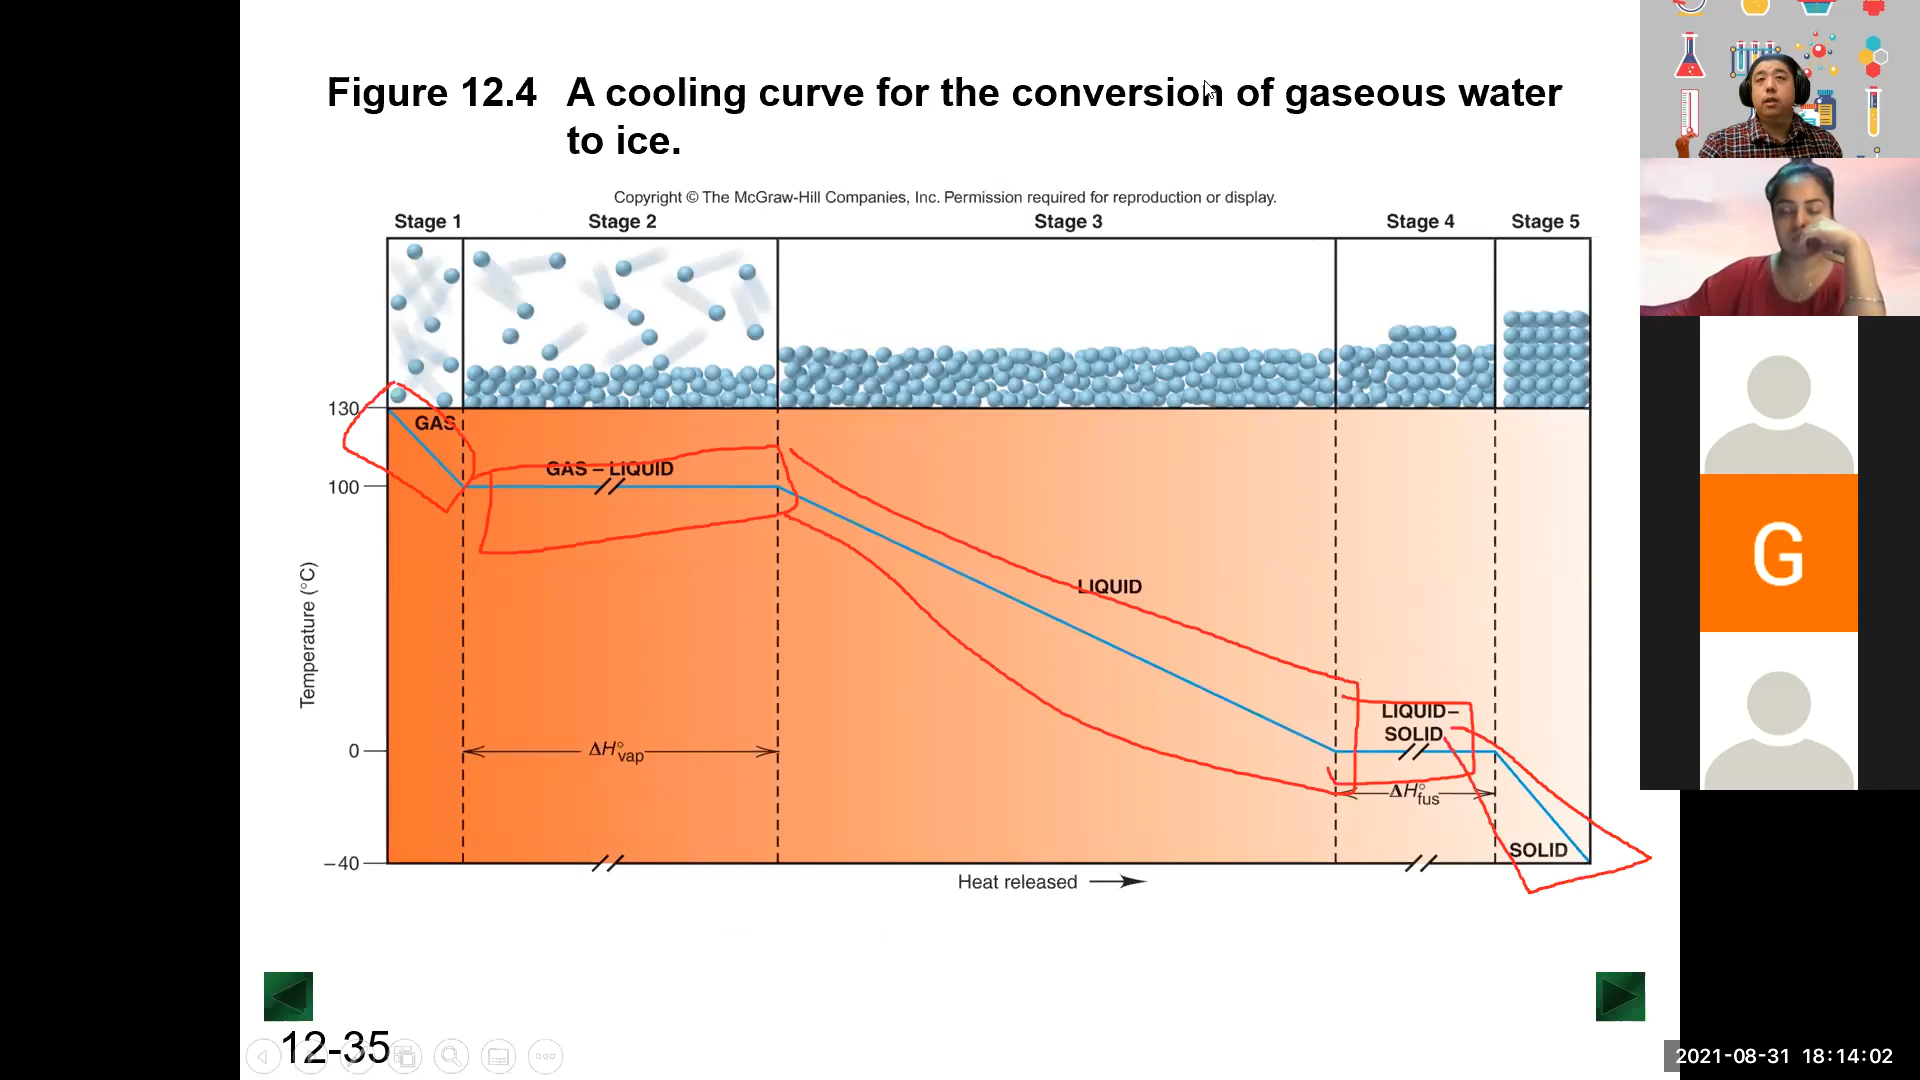 Figure 12.4 A cooling curve for the conversion of gaseous water
to ice.
Copyright © The McGraw-Hill Companies, Inc. Permission required for reproduction or display.
Stage 1 Stage 2 Stage 3 Stage 4 Stage 5
130
GAS
GAS – LIQUID
100
LIQUID
Temperature (°C)
LIQUID–
SOLID
0
ΔH°vap
ΔH°fus
SOLID
−40
Heat released
G
12-35
2021-08-31 18:14:02